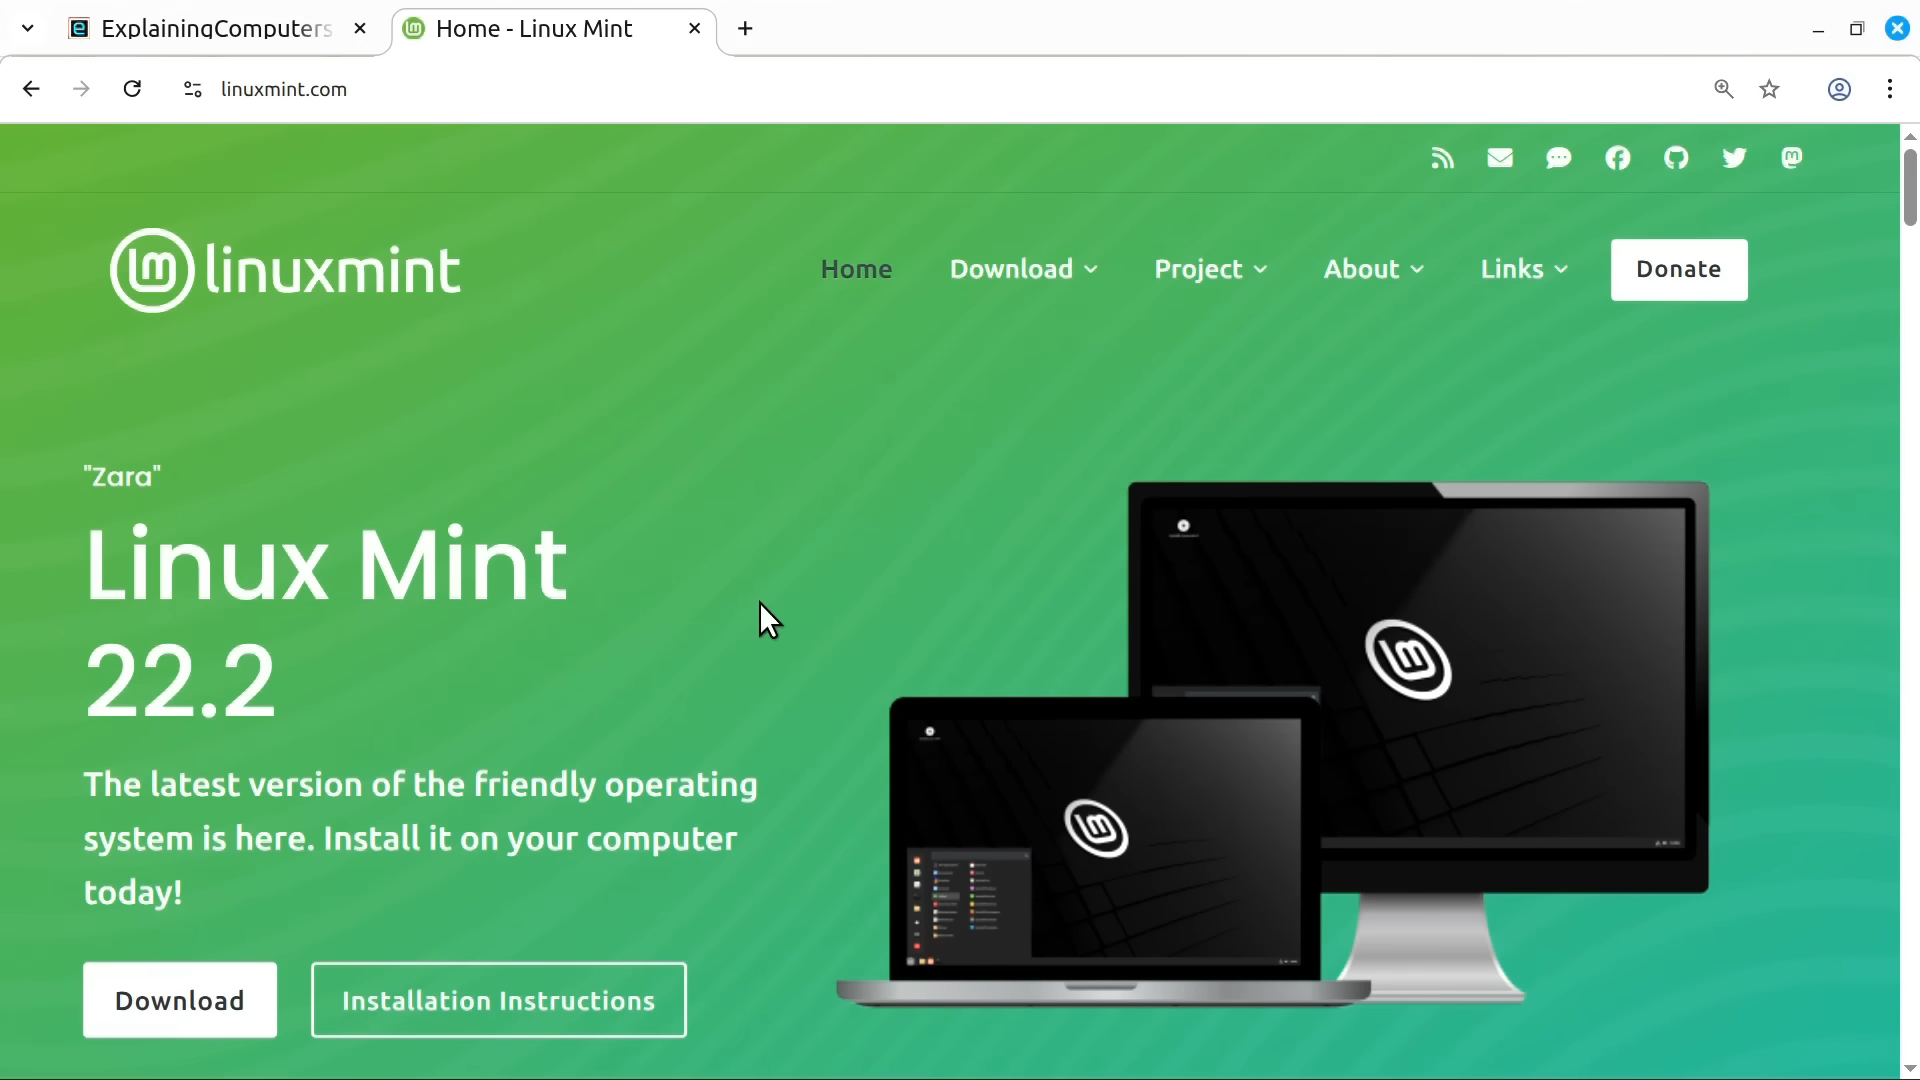 ExplainingComputers
Home - Linux Mint
linuxmint.com
linuxmint
Home
Download
Project
About
Links
Donate
"Zara"
Linux Mint
22.2
The latest version of the friendly operating
system is here. Install it on your computer
today!
Download
Installation Instructions